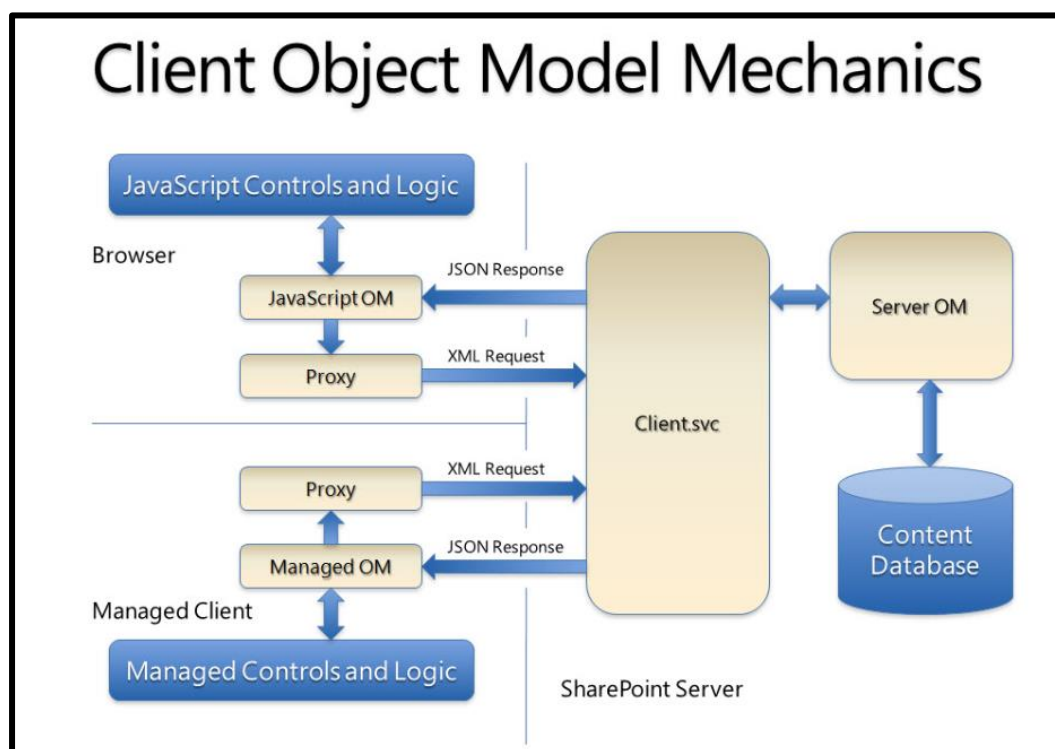 Client Object Model Mechanics
JavaScript Controls and Logic
Browser
JSON Response
JavaScript OM
XML Request
Proxy
Client.svc
Server OM
XML Request
Proxy
JSON Response
Managed OM
Content
Database
Managed Client
Managed Controls and Logic
SharePoint Server